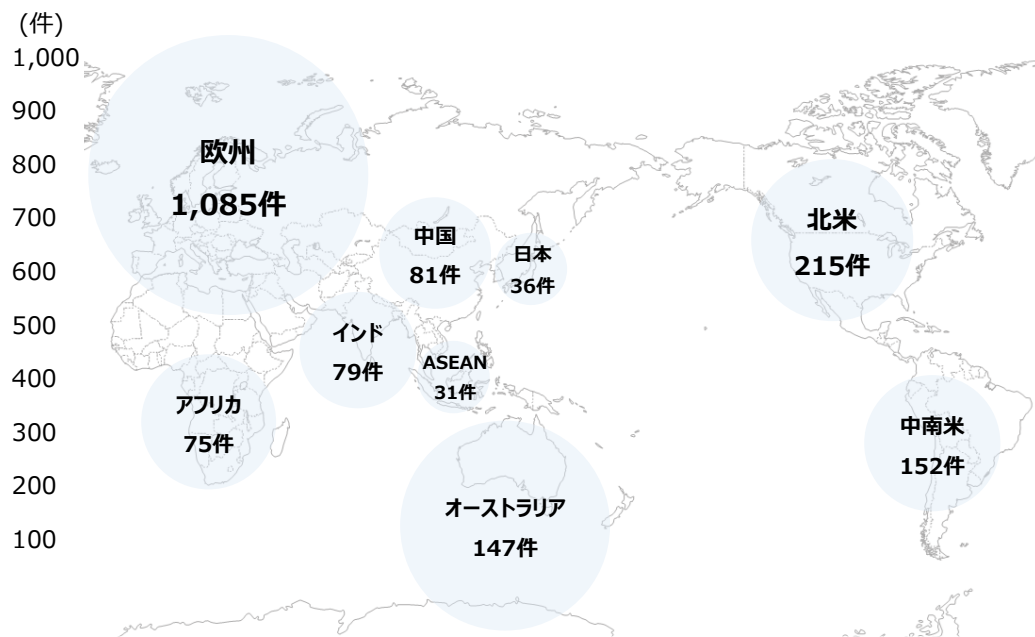 (件)
1,000
900
800
700
600
500
400
300
200
100
欧州
1,085件
中国
81件
日本
36件
北米
215件
インド
79件
ASEAN
31件
アフリカ
75件
中南米
152件
オーストラリア
147件